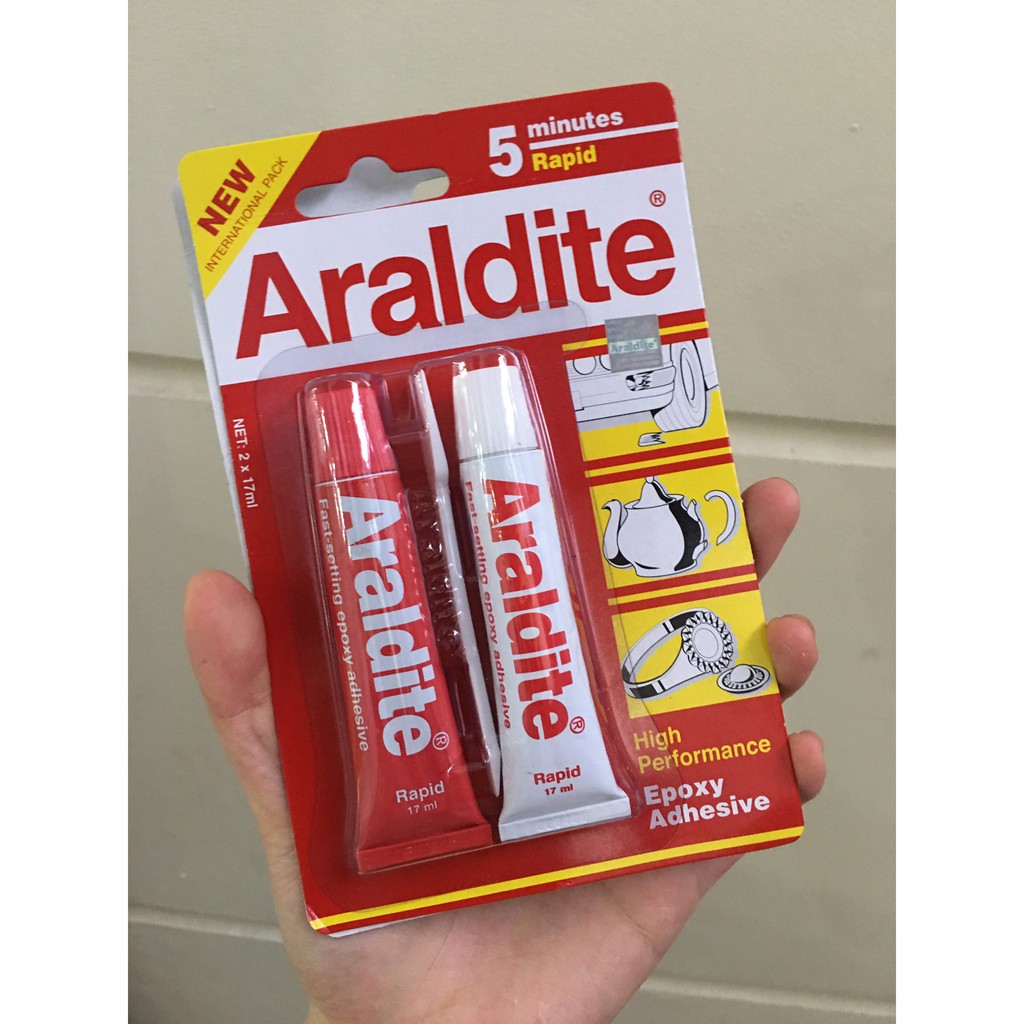 5 minutes
Rapid
NEW
INTERNATIONAL PACK
Araldite®
Araldite
NET: 2 x 17ml
Araldite®
Fast-setting epoxy adhesive
Rapid
17 ml
Araldite®
Fast-setting epoxy adhesive
Rapid
17 ml
High
Performance
Epoxy
Adhesive